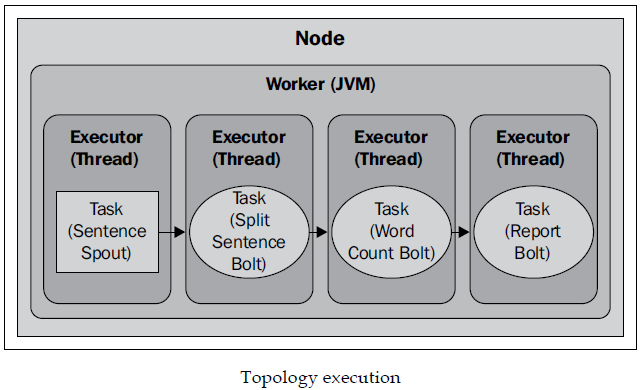 Node
Worker (JVM)
Executor
(Thread)
Task
(Sentence
Spout)
Executor
(Thread)
Task
(Split
Sentence
Bolt)
Executor
(Thread)
Task
(Word
Count Bolt)
Executor
(Thread)
Task
(Report
Bolt)
Topology execution